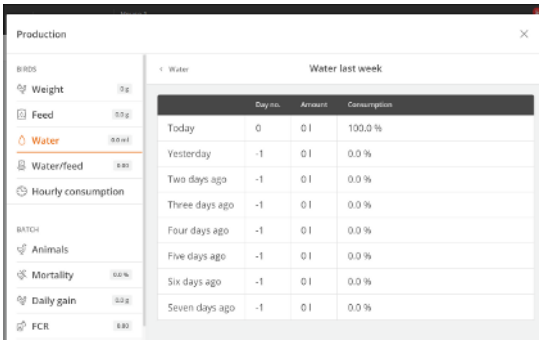 Production
BIRDS
Weight 0 g
Feed 0.0 g
Water 0.0 ml
Water/feed 0.00
Hourly consumption
BATCH
Animals
Mortality 0.0 %
Daily gain 0.0 g
FCR 0.00
< Water
Water last week
Day no. Amount Consumption
Today 0 0 l 100.0 %
Yesterday -1 0 l 0.0 %
Two days ago -1 0 l 0.0 %
Three days ago -1 0 l 0.0 %
Four days ago -1 0 l 0.0 %
Five days ago -1 0 l 0.0 %
Six days ago -1 0 l 0.0 %
Seven days ago -1 0 l 0.0 %